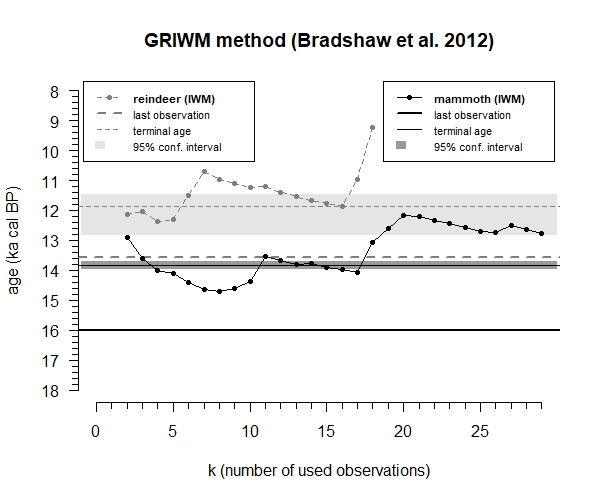 GRIWM method (Bradshaw et al. 2012)
reindeer (IWM)
last observation
terminal age
95% conf. interval
mammoth (IWM)
last observation
terminal age
95% conf. interval
age (ka cal BP)
8
9
10
11
12
13
14
15
16
17
18
0 5 10 15 20 25
k (number of used observations)